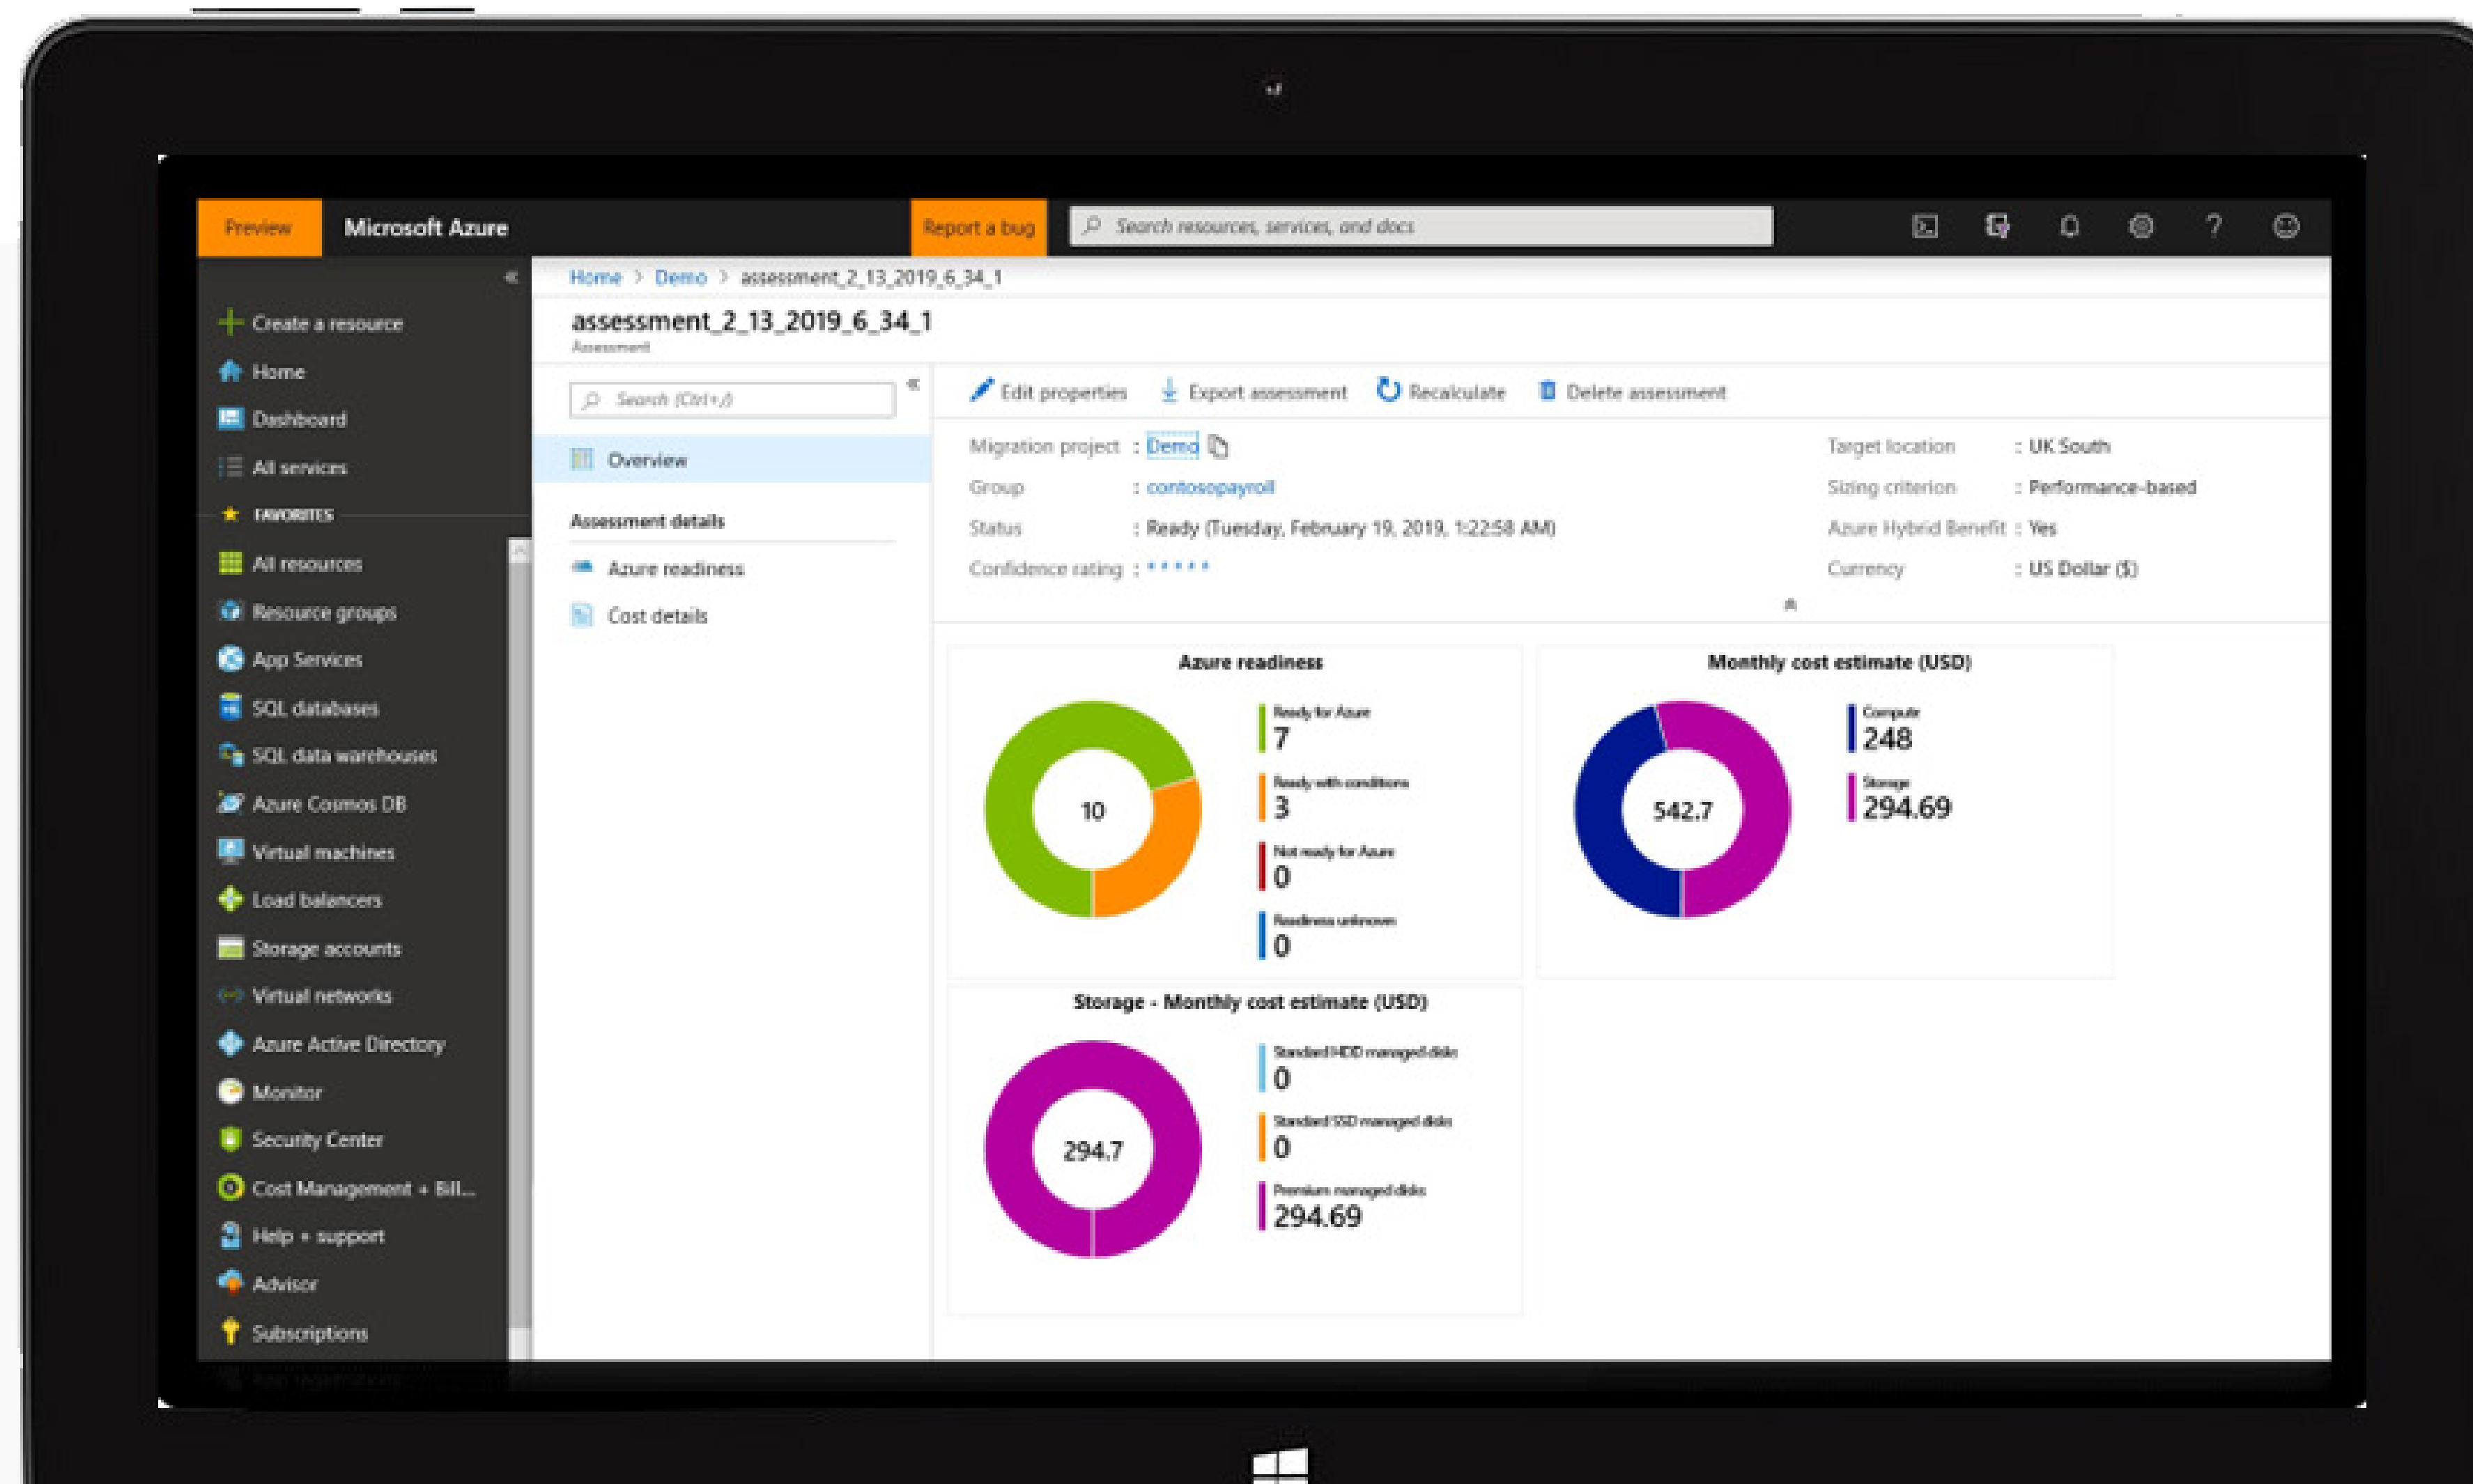 Preview
Microsoft Azure
Report a bug
Search resources, services, and docs
?
Create a resource
Home
Dashboard
All services
FAVORITES
All resources
Resource groups
App Services
SQL databases
SQL data warehouses
Azure Cosmos DB
Virtual machines
Load balancers
Storage accounts
Virtual networks
Azure Active Directory
Monitor
Security Center
Cost Management + Bill...
Help + support
Advisor
Subscriptions
Home > Demo > assessment_2_13_2019_6_34_1
assessment_2_13_2019_6_34_1
Assessment
Search (Ctrl+/)
Overview
Assessment details
Azure readiness
Cost details
Edit properties Export assessment Recalculate Delete assessment
Migration project : Demo
Group : contosopayroll
Status : Ready (Tuesday, February 19, 2019, 1:22:58 AM)
Confidence rating : * * * * *
Target location : UK South
Sizing criterion : Performance-based
Azure Hybrid Benefit : Yes
Currency : US Dollar ($)
Azure readiness
10
Ready for Azure
7
Ready with conditions
3
Not ready for Azure
0
Readiness unknown
0
Monthly cost estimate (USD)
542.7
Compute
248
Storage
294.69
Storage - Monthly cost estimate (USD)
294.7
Standard HDD managed disks
0
Standard SSD managed disks
0
Premium managed disks
294.69